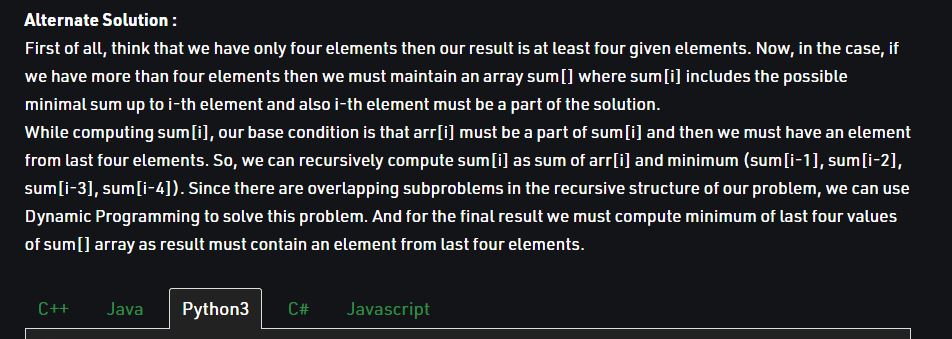 Alternate Solution :
First of all, think that we have only four elements then our result is at least four given elements. Now, in the case, if
we have more than four elements then we must maintain an array sum[] where sum[i] includes the possible
minimal sum up to i-th element and also i-th element must be a part of the solution.
While computing sum[i], our base condition is that arr[i] must be a part of sum[i] and then we must have an element
from last four elements. So, we can recursively compute sum[i] as sum of arr[i] and minimum (sum[i-1], sum[i-2],
sum[i-3], sum[i-4]). Since there are overlapping subproblems in the recursive structure of our problem, we can use
Dynamic Programming to solve this problem. And for the final result we must compute minimum of last four values
of sum[] array as result must contain an element from last four elements.
C++ Java Python3 C# Javascript